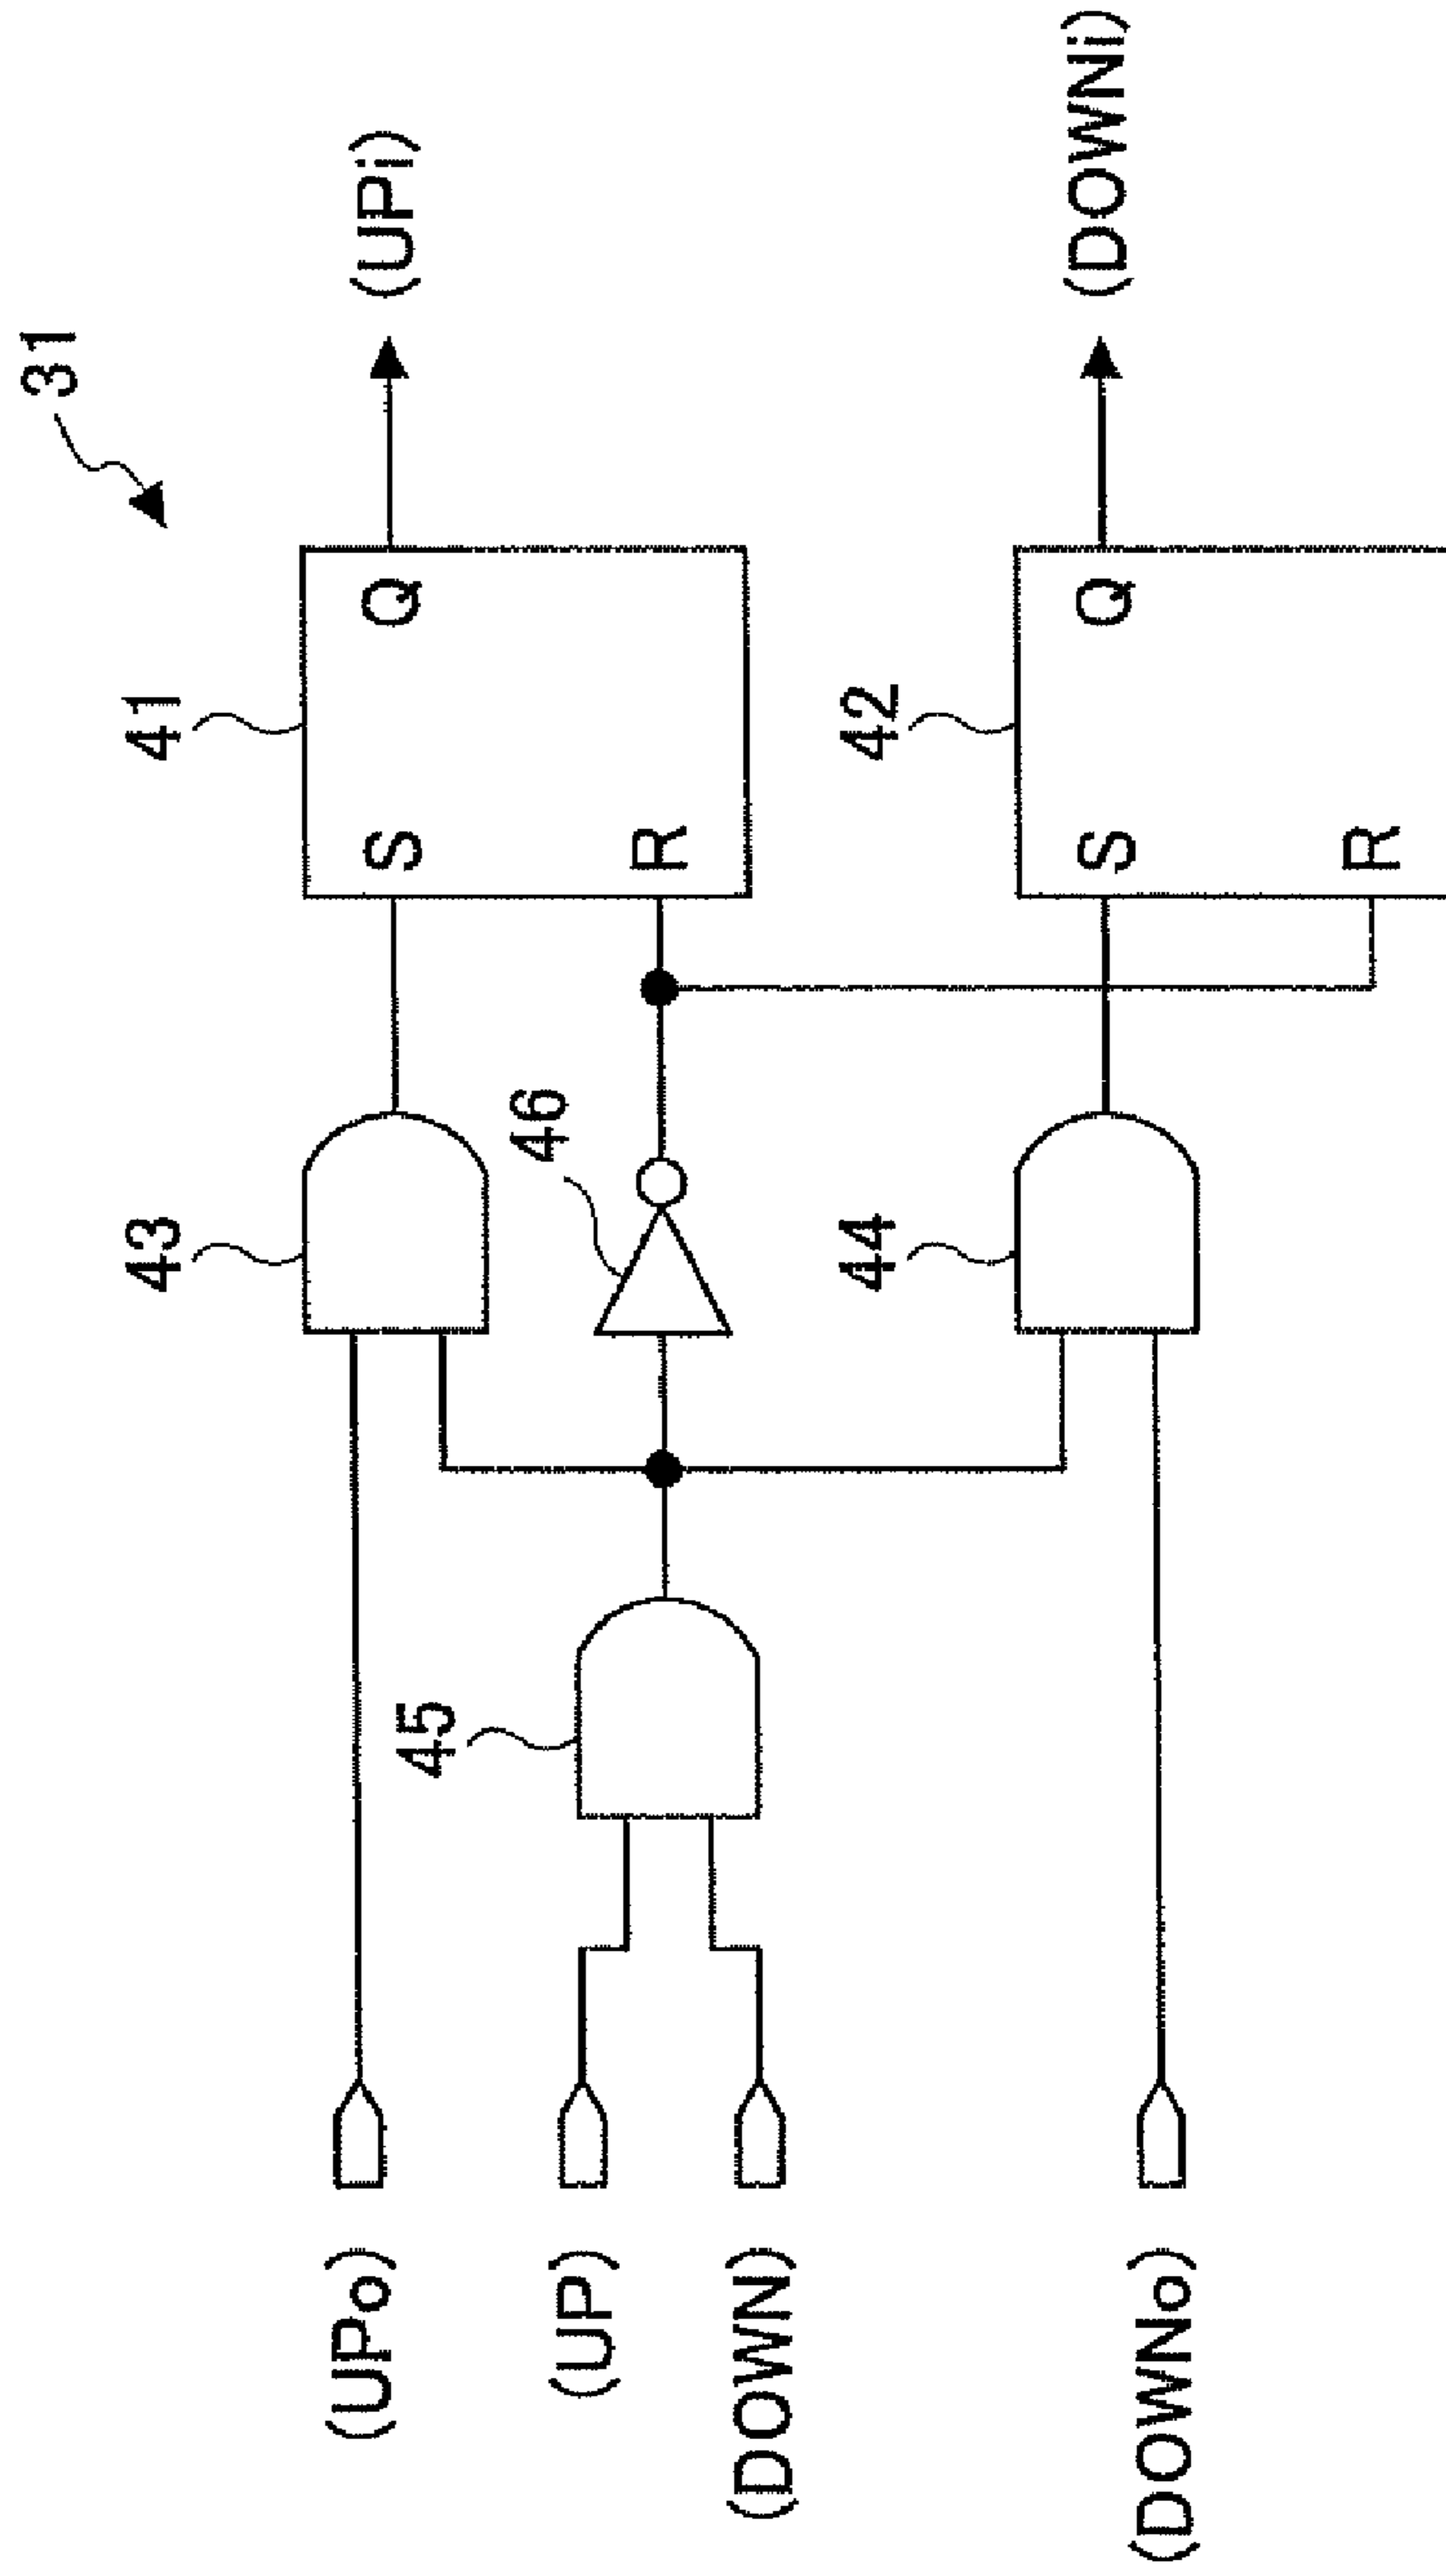 31
41
S
Q
(UPi)
R
43
46
45
42
S
Q
(DOWNi)
R
44
(UPo)
(UP)
(DOWN)
(DOWNo)